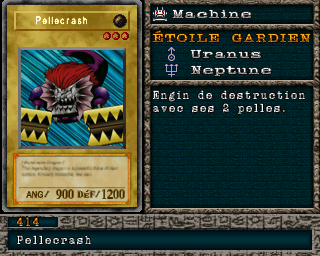 Pellecrash
ANG/ 900 DÉF/1200
Machine
ÉTOILE GARDIEN
Uranus
Neptune
Engin de destruction
avec ses 2 pelles.
414
Pellecrash